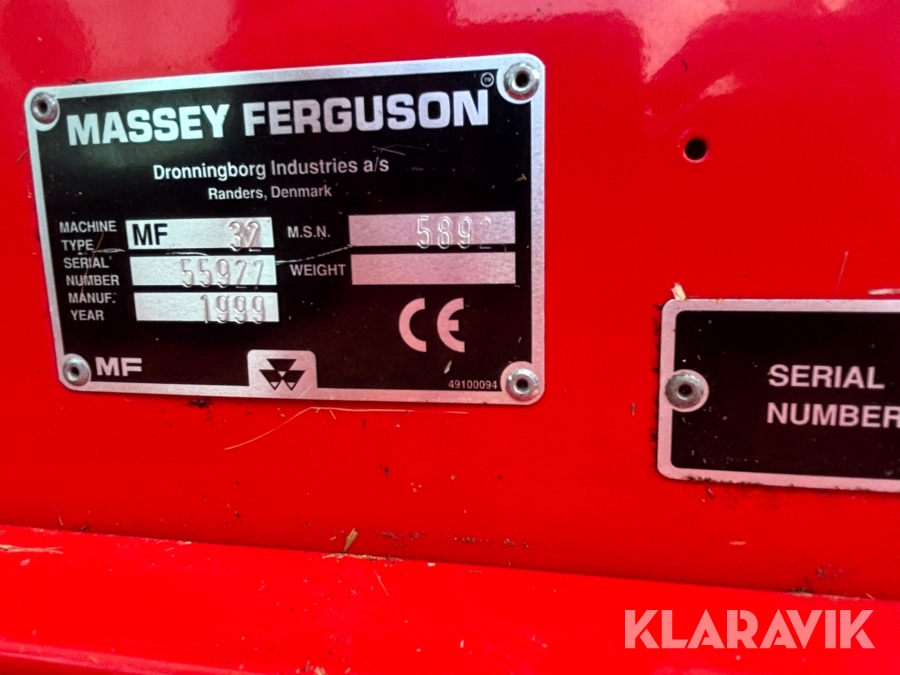 MASSEY FERGUSON
TM
Dronningborg Industries a/s
Randers, Denmark
MACHINE TYPE MF 32 M.S.N. 5892
SERIAL NUMBER 55927 WEIGHT
MANUF. YEAR 1999
CE
MF
49100094
SERIAL
NUMBER
KLARAVIK